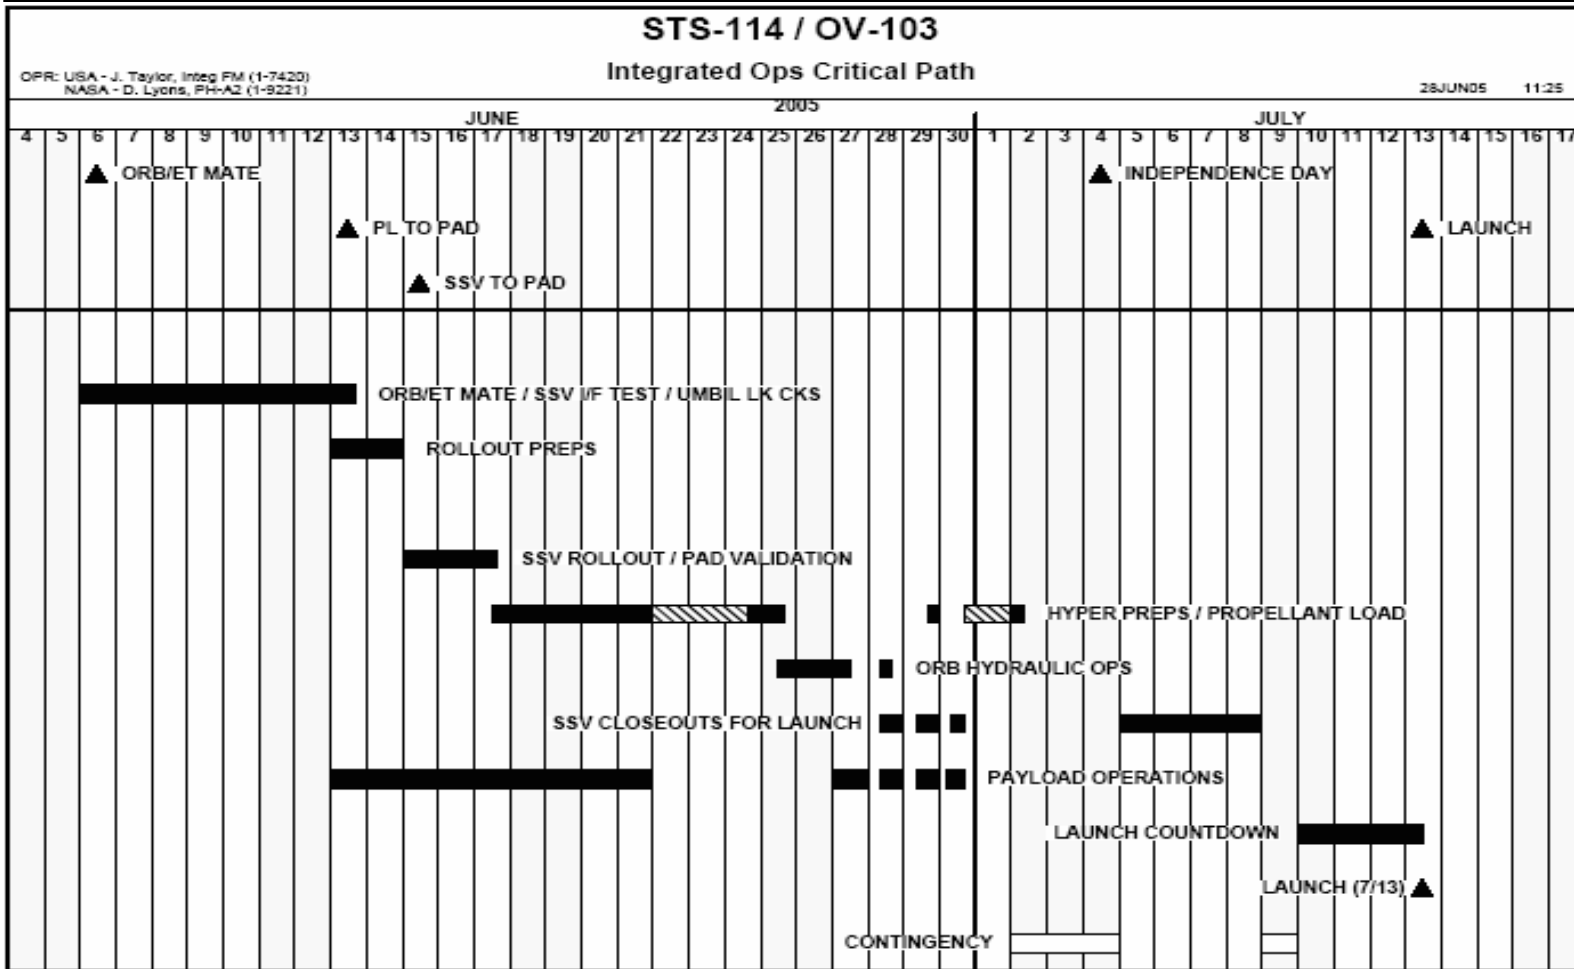 STS-114 / OV-103
Integrated Ops Critical Path
OPR: USA - J. Taylor, Integ FM (1-7420)
NASA - D. Lyons, PH-A2 (1-9221)
28JUN05 11:25
2005
JUNE JULY
4 5 6 7 8 9 10 11 12 13 14 15 16 17 18 19 20 21 22 23 24 25 26 27 28 29 30 1 2 3 4 5 6 7 8 9 10 11 12 13 14 15 16 17
ORB/ET MATE INDEPENDENCE DAY
PL TO PAD LAUNCH
SSV TO PAD
ORB/ET MATE / SSV I/F TEST / UMBIL LK CKS
ROLLOUT PREPS
SSV ROLLOUT / PAD VALIDATION
HYPER PREPS / PROPELLANT LOAD
ORB HYDRAULIC OPS
SSV CLOSEOUTS FOR LAUNCH
PAYLOAD OPERATIONS
LAUNCH COUNTDOWN
LAUNCH (7/13)
CONTINGENCY